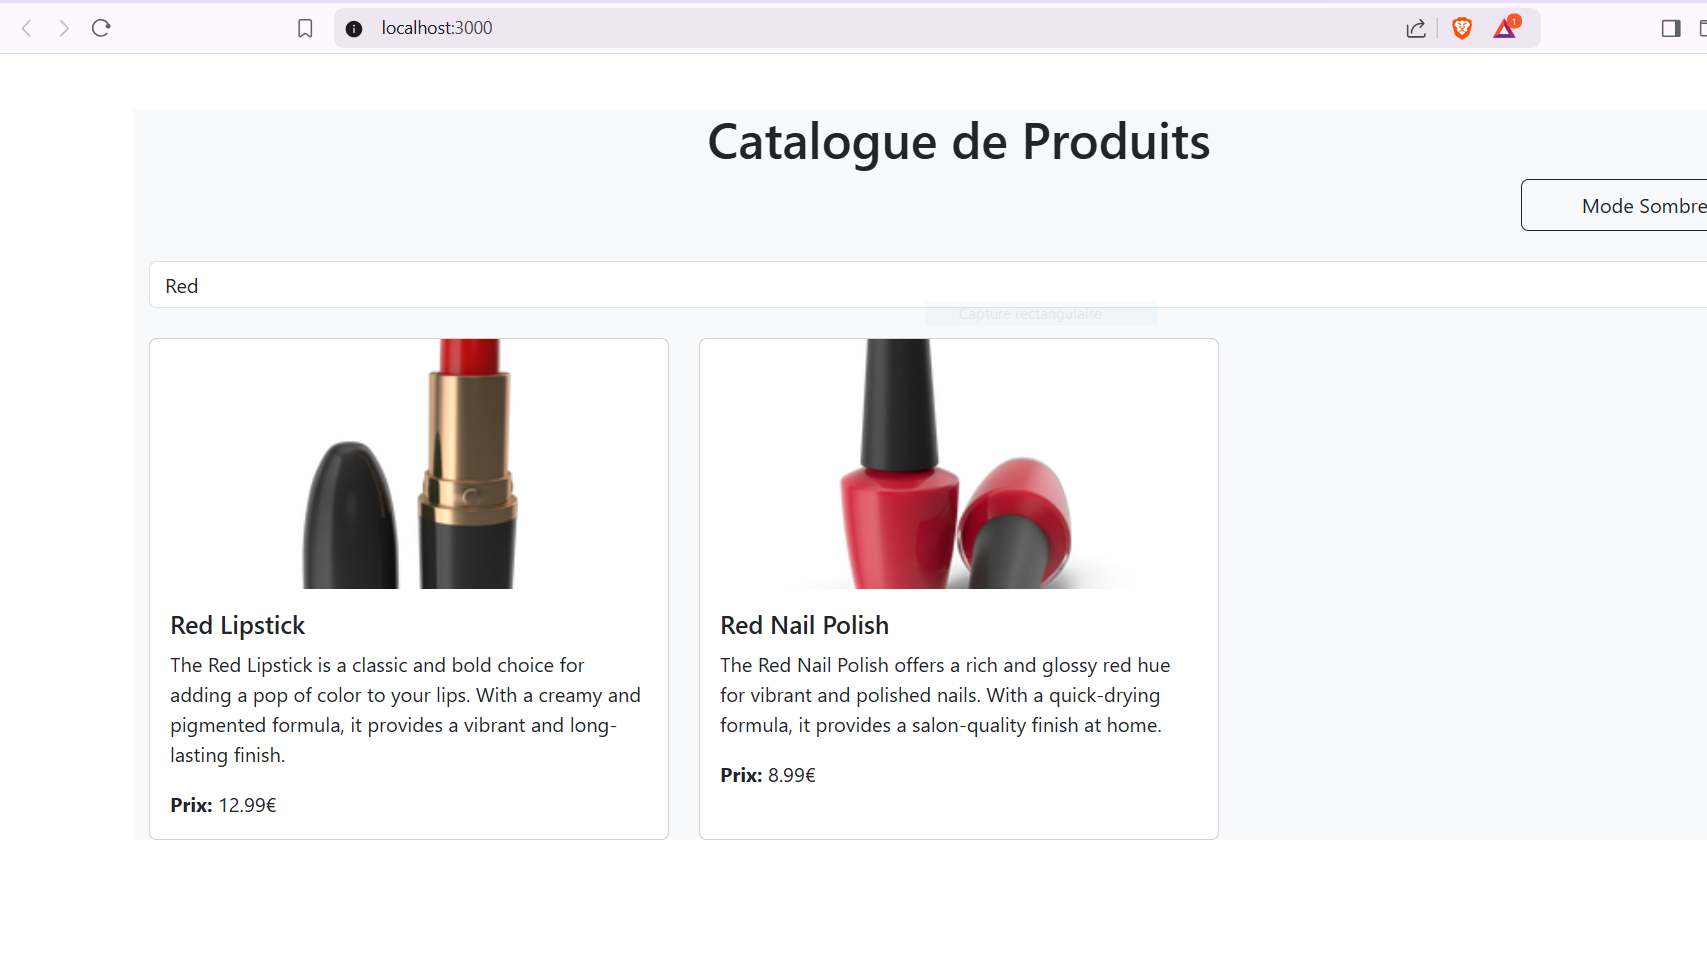 localhost:3000
1
Catalogue de Produits
Mode Sombre
Red
Capture rectangulaire
Red Lipstick
The Red Lipstick is a classic and bold choice for
adding a pop of color to your lips. With a creamy and
pigmented formula, it provides a vibrant and long-
lasting finish.
Prix: 12.99€
Red Nail Polish
The Red Nail Polish offers a rich and glossy red hue
for vibrant and polished nails. With a quick-drying
formula, it provides a salon-quality finish at home.
Prix: 8.99€